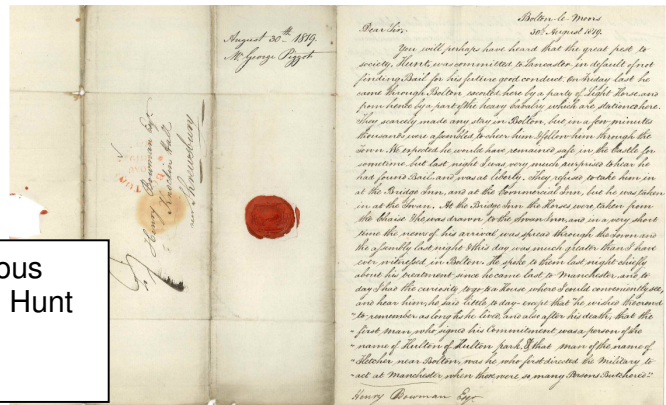 August 30th 1819.
Mr George Piggot
Henry Bowman Esqr
near Shrewsbury
ous
Hunt
Bolton-le-Moors
30th August 1819.
Dear Sir,
You will perhaps have heard that the great pest to
society, Hunt, was committed to Lancaster, in default of not
finding Bail for his future good conduct. On Friday last he
came through Bolton escorted here by a party of Light Horse, and
from hence by a part of the heavy cavalry which are stationed here.
They scarcely made any stay in Bolton, but in a few minutes
thousands were assembled to cheer him & follow him through the
Town. We expected he would have remained safe in the Castle for
sometime, but last night I was very much surprised to hear he
had found Bail, and was at liberty. They refused to take him in
at the Bridge Inn, and at the Commercial Inn, but he was taken
in at the Swan. At the Bridge Inn the Horses were taken from
the Chaise & he was drawn to the Swan Inn, and in a very short
time the news of his arrival was spread through the Town and
the assembly last night & this day was much greater than I have
ever witnessed in Bolton. He spoke to them last night chiefly
about his treatment since he came last to Manchester, and to
day I had the curiosity to go to a House where I could conveniently see,
and hear him, he said little to day except that "he wished them
"to remember as long as he lived, and also after his death, that the
"first man, who signed his Commitment was a person of the
"name of Hulton of Hulton park, & that man of the name of
"Fletcher, near Bolton, was he, who first directed the Military to
"act at Manchester, when there were so many Persons Butchered."
Henry Bowman Esqr